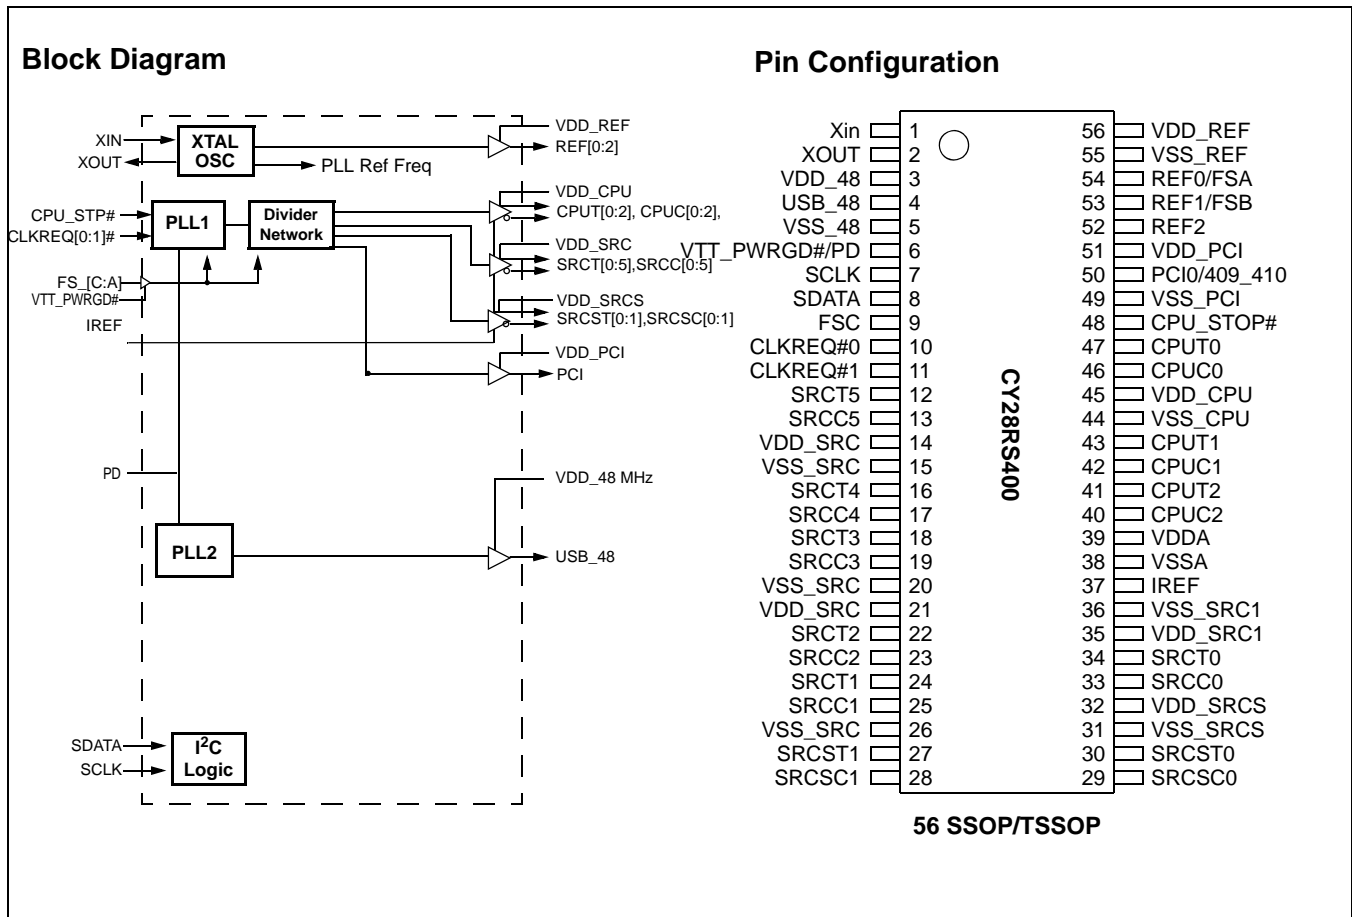 Block Diagram
XIN
XOUT
XTAL
OSC
VDD_REF
REF[0:2]
PLL Ref Freq
CPU_STP#
CLKREQ[0:1]#
PLL1
Divider
Network
VDD_CPU
CPUT[0:2], CPUC[0:2],
VDD_SRC
SRCT[0:5],SRCC[0:5]
FS_[C:A]
VTT_PWRGD#
IREF
VDD_SRCS
SRCST[0:1],SRCSC[0:1]
VDD_PCI
PCI
PD
VDD_48 MHz
PLL2
USB_48
SDATA
SCLK
I2C
Logic
Pin Configuration
Xin 1 56 VDD_REF
XOUT 2 55 VSS_REF
VDD_48 3 54 REF0/FSA
USB_48 4 53 REF1/FSB
VSS_48 5 52 REF2
VTT_PWRGD#/PD 6 51 VDD_PCI
SCLK 7 50 PCI0/409_410
SDATA 8 49 VSS_PCI
FSC 9 48 CPU_STOP#
CLKREQ#0 10 47 CPUT0
CLKREQ#1 11 46 CPUC0
SRCT5 12 45 VDD_CPU
SRCC5 13 44 VSS_CPU
VDD_SRC 14 43 CPUT1
VSS_SRC 15 42 CPUC1
SRCT4 16 41 CPUT2
SRCC4 17 40 CPUC2
SRCT3 18 39 VDDA
SRCC3 19 38 VSSA
VSS_SRC 20 37 IREF
VDD_SRC 21 36 VSS_SRC1
SRCT2 22 35 VDD_SRC1
SRCC2 23 34 SRCT0
SRCT1 24 33 SRCC0
SRCC1 25 32 VDD_SRCS
VSS_SRC 26 31 VSS_SRCS
SRCST1 27 30 SRCST0
SRCSC1 28 29 SRCSC0
CY28RS400
56 SSOP/TSSOP